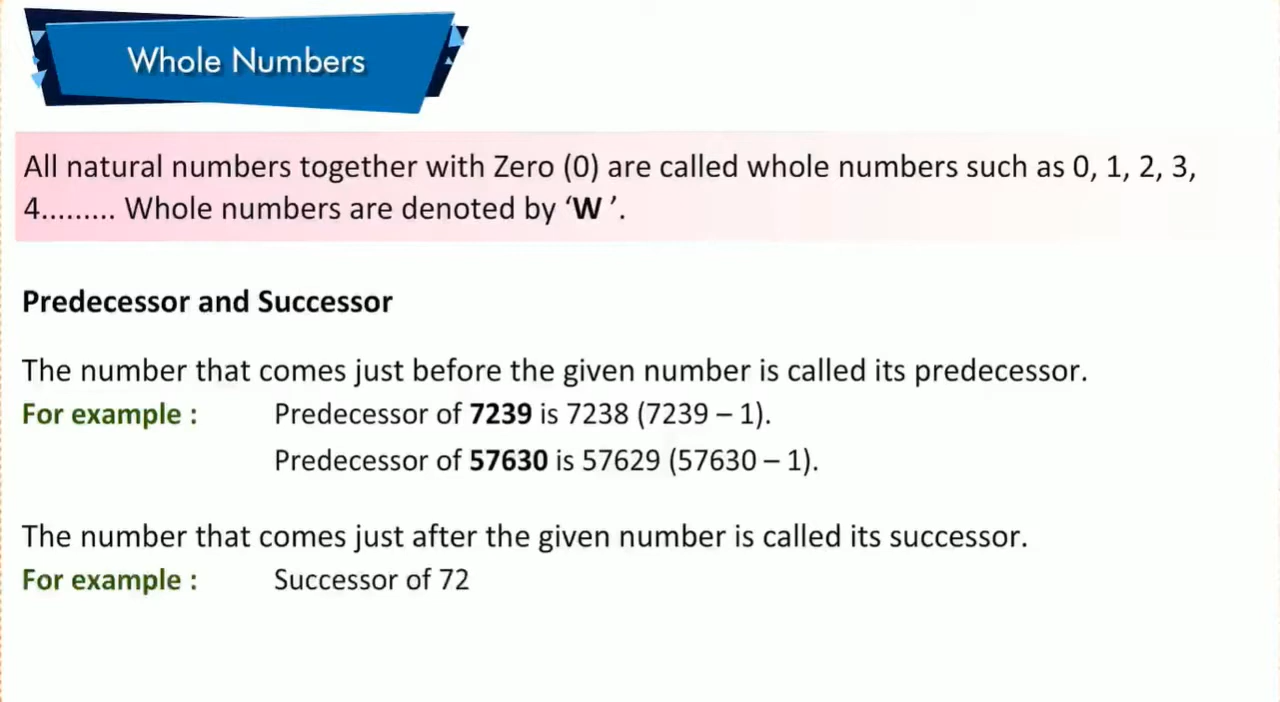 Whole Numbers
All natural numbers together with Zero (0) are called whole numbers such as 0, 1, 2, 3,
4......... Whole numbers are denoted by ‘W ’.
Predecessor and Successor
The number that comes just before the given number is called its predecessor.
For example : Predecessor of 7239 is 7238 (7239 – 1).
Predecessor of 57630 is 57629 (57630 – 1).
The number that comes just after the given number is called its successor.
For example : Successor of 72